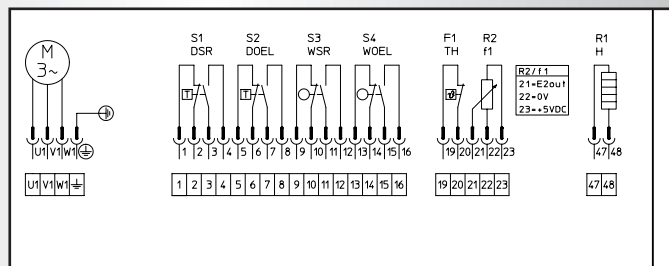 S1 S2 S3 S4 F1 R2 R1
DSR DOEL WSR WOEL TH f1 H
M
3~
R2/f1
21=E2out
22=0V
23=+5VDC
T T ϑ
U1 V1 W1 1 2 3 4 5 6 7 8 9 10 11 12 13 14 15 16 19 20 21 22 23 47 48
U1 V1 W1 1 2 3 4 5 6 7 8 9 10 11 12 13 14 15 16 19 20 21 22 23 47 48